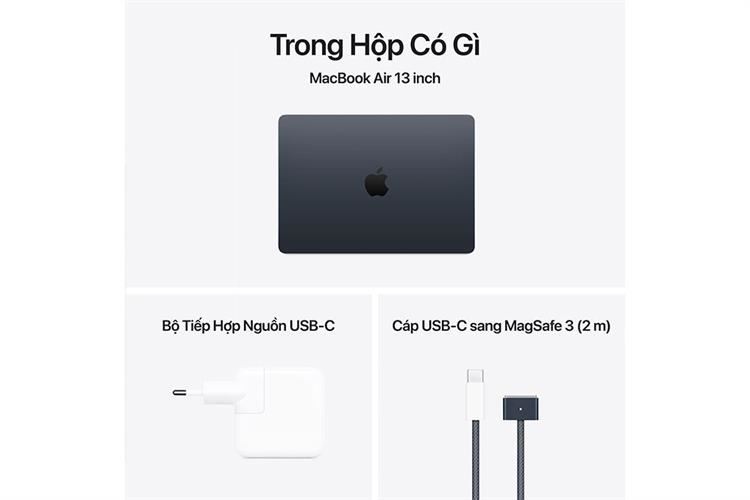 Trong Hộp Có Gì
MacBook Air 13 inch
Bộ Tiếp Hợp Nguồn USB-C
Cáp USB-C sang MagSafe 3 (2 m)